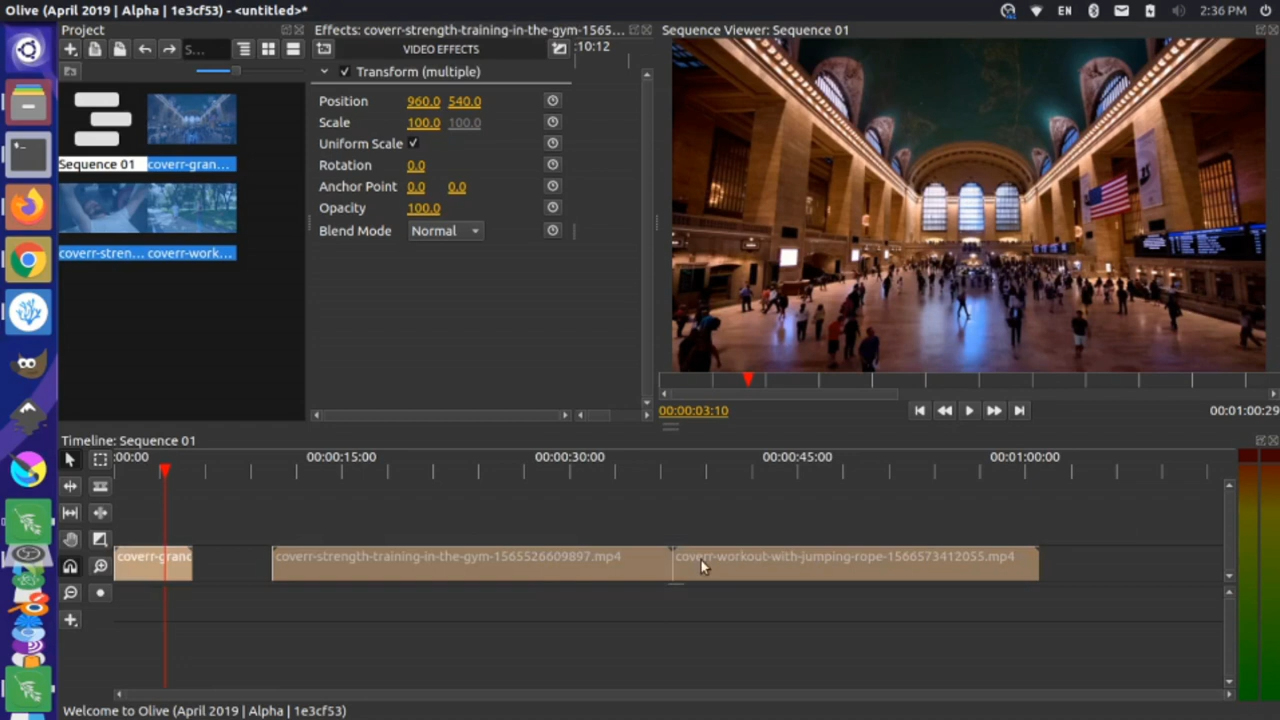 Olive (April 2019 | Alpha | 1e3cf53) - <untitled>*
EN
2:36 PM
Project
S...
Sequence 01
coverr-gran...
coverr-stren...
coverr-work...
Effects: coverr-strength-training-in-the-gym-1565...
VIDEO EFFECTS
:10:12
Transform (multiple)
Position 960.0 540.0
Scale 100.0 100.0
Uniform Scale
Rotation 0.0
Anchor Point 0.0 0.0
Opacity 100.0
Blend Mode Normal
Sequence Viewer: Sequence 01
00:00:03:10
00:01:00:29
Timeline: Sequence 01
:00:00 00:00:15:00 00:00:30:00 00:00:45:00 00:01:00:00
coverr-grand
coverr-strength-training-in-the-gym-1565526609897.mp4
coverr-workout-with-jumping-rope-1566573412055.mp4
Welcome to Olive (April 2019 | Alpha | 1e3cf53)